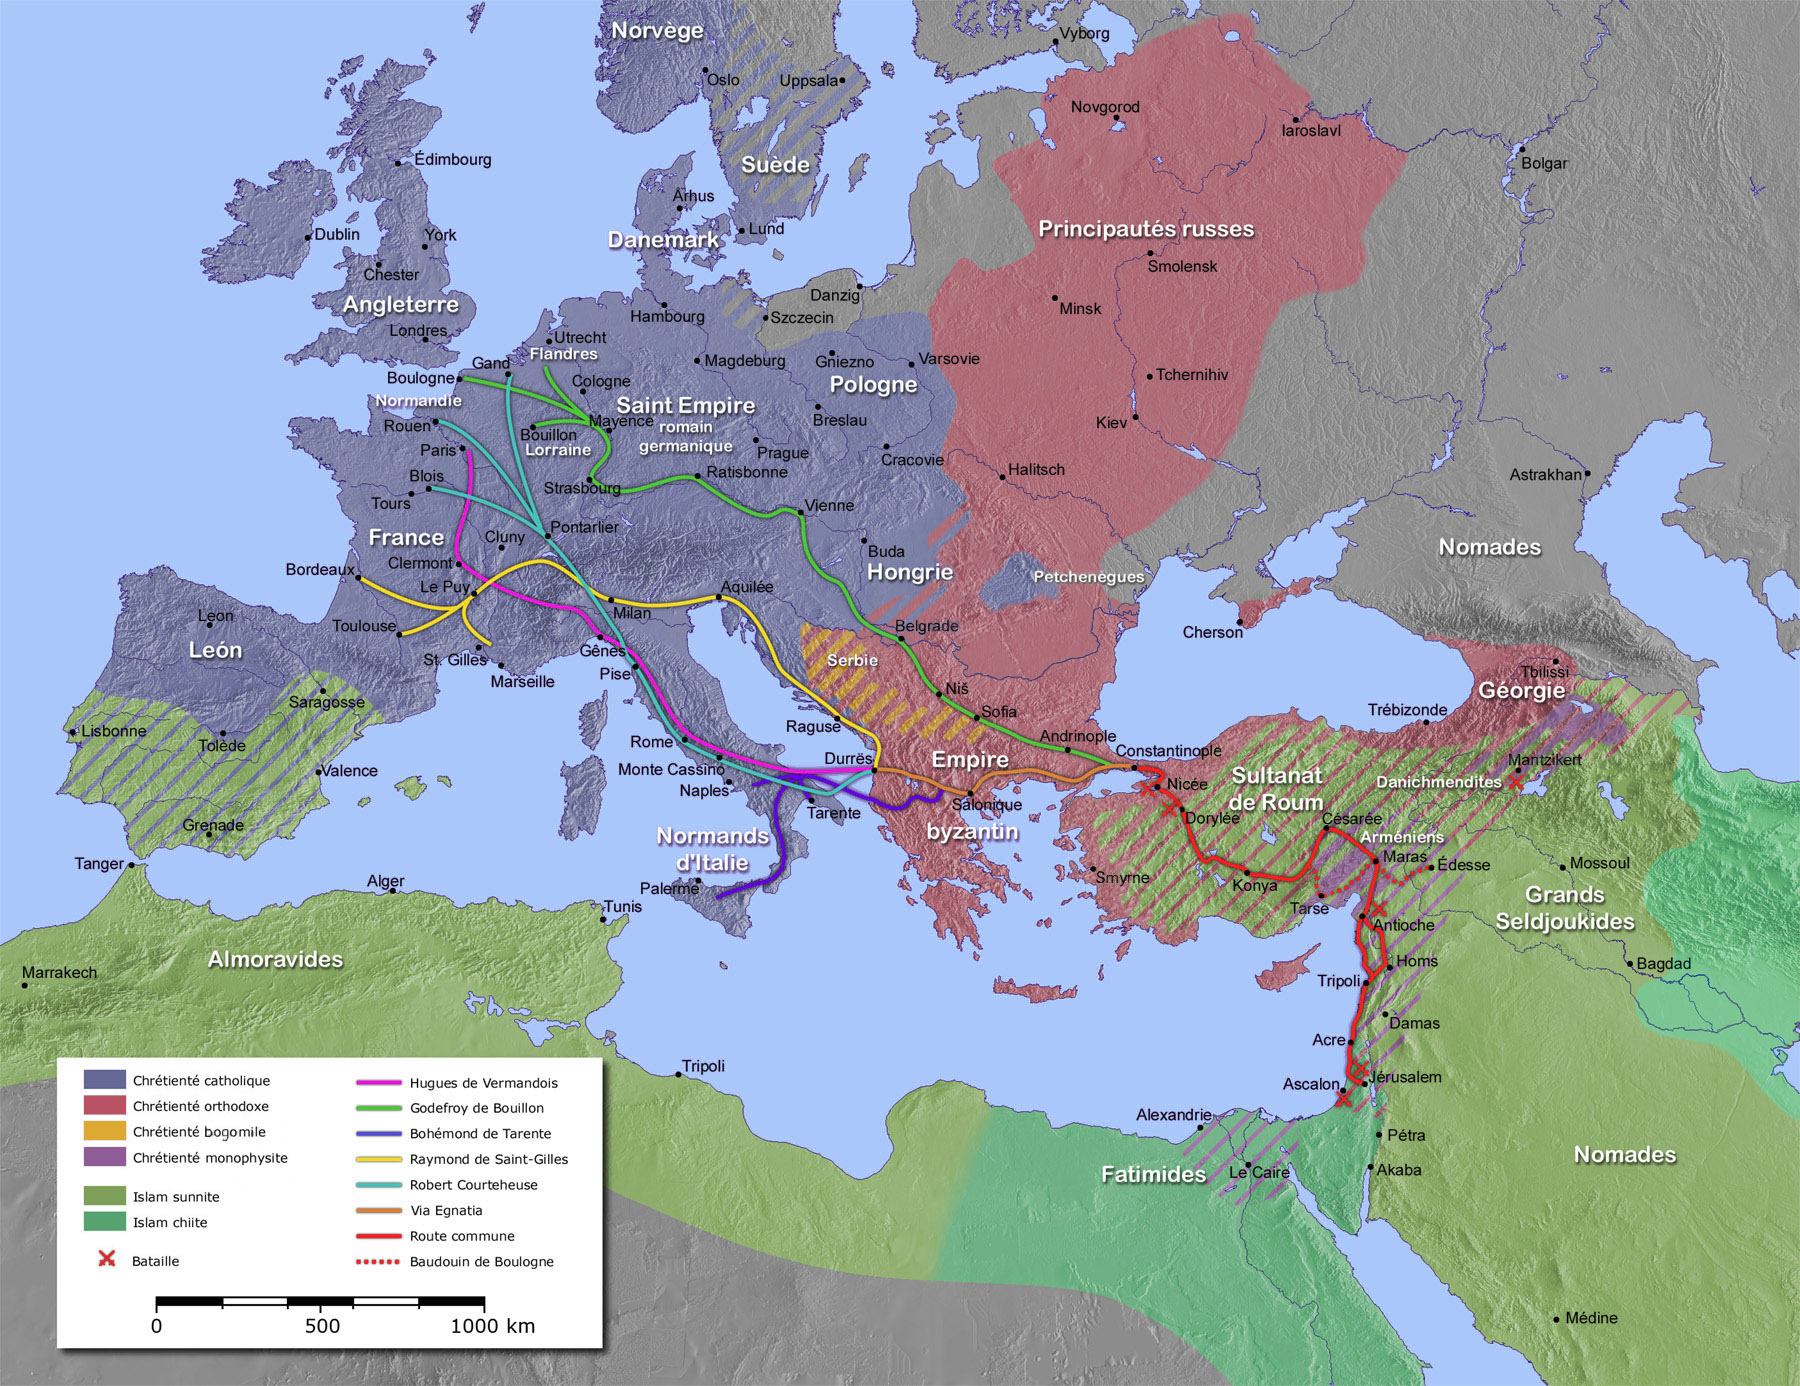 Norvège
Vyborg
Oslo
Uppsala
Novgorod
Iaroslavl
Bolgar
Édimbourg
Suède
Århus
Lund
Danemark
Principautés russes
Smolensk
Dublin
York
Chester
Angleterre
Londres
Danzig
Hambourg
Szczecin
Minsk
Utrecht
Flandres
Gand
Boulogne
Cologne
Magdeburg
Gniezno
Varsovie
Pologne
Tchernihiv
Normandie
Rouen
Saint Empire
romain
germanique
Mayence
Breslau
Kiev
Paris
Bouillon
Lorraine
Prague
Cracovie
Blois
Tours
Strasbourg
Ratisbonne
Halitsch
Astrakhan
Vienne
France
Cluny
Pontarlier
Buda
Hongrie
Petchenègues
Nomades
Clermont
Bordeaux
Le Puy
Aquilée
Milan
Leon
León
Toulouse
Gênes
Belgrade
Cherson
St. Gilles
Marseille
Pise
Serbie
Tbilissi
Géorgie
Saragosse
Niš
Sofia
Trébizonde
Lisbonne
Tolède
Raguse
Rome
Andrinople
Constantinople
Valence
Monte Cassino
Naples
Durrës
Empire
byzantin
Salonique
Nicée
Sultanat
de Roum
Danichmendites
Mantzikert
Tarente
Dorylée
Césarée
Arméniens
Grenade
Normands
d'Italie
Tanger
Alger
Palerme
Tunis
Smyrne
Konya
Maras
Édesse
Mossoul
Tarse
Antioche
Grands
Seldjoukides
Marrakech
Almoravides
Homs
Bagdad
Tripoli
Damas
Acre
Tripoli
Ascalon
Jérusalem
Alexandrie
Pétra
Le Caire
Akaba
Fatimides
Nomades
Médine
Chrétienté catholique
Chrétienté orthodoxe
Chrétienté bogomile
Chrétienté monophysite
Islam sunnite
Islam chiite
Bataille
Hugues de Vermandois
Godefroy de Bouillon
Bohémond de Tarente
Raymond de Saint-Gilles
Robert Courteheuse
Via Egnatia
Route commune
Baudouin de Boulogne
0 500 1000 km